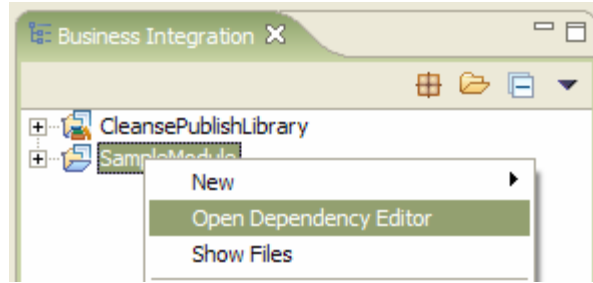 Business Integration
CleansePublishLibrary
SampleModule
New
Open Dependency Editor
Show Files